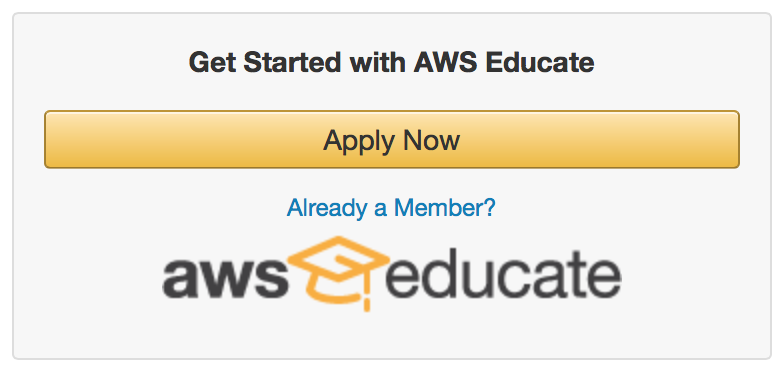 Get Started with AWS Educate
Apply Now
Already a Member?
aws educate